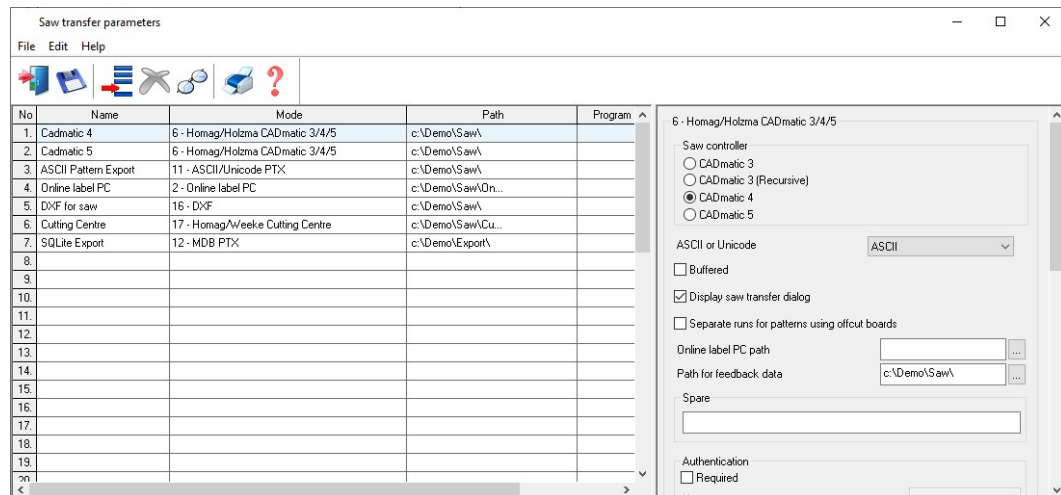 Saw transfer parameters
File Edit Help
No Name Mode Path Program
1. Cadmatic 4 6 - Homag/Holzma CADmatic 3/4/5 c:\Demo\Saw\
2. Cadmatic 5 6 - Homag/Holzma CADmatic 3/4/5 c:\Demo\Saw\
3. ASCII Pattern Export 11 - ASCII/Unicode PTX c:\Demo\Saw\
4. Online label PC 2 - Online label PC c:\Demo\Saw\On...
5. DXF for saw 16 - DXF c:\Demo\Saw\
6. Cutting Centre 17 - Homag/Weeke Cutting Centre c:\Demo\Saw\Cu...
7. SQLite Export 12 - MDB PTX c:\Demo\Export\
8.
9.
10.
11.
12.
13.
14.
15.
16.
17.
18.
19.
20.
6 - Homag/Holzma CADmatic 3/4/5
Saw controller
CADmatic 3
CADmatic 3 (Recursive)
CADmatic 4
CADmatic 5
ASCII or Unicode ASCII
Buffered
Display saw transfer dialog
Separate runs for patterns using offcut boards
Online label PC path ...
Path for feedback data c:\Demo\Saw\ ...
Spare
Authentication
Required